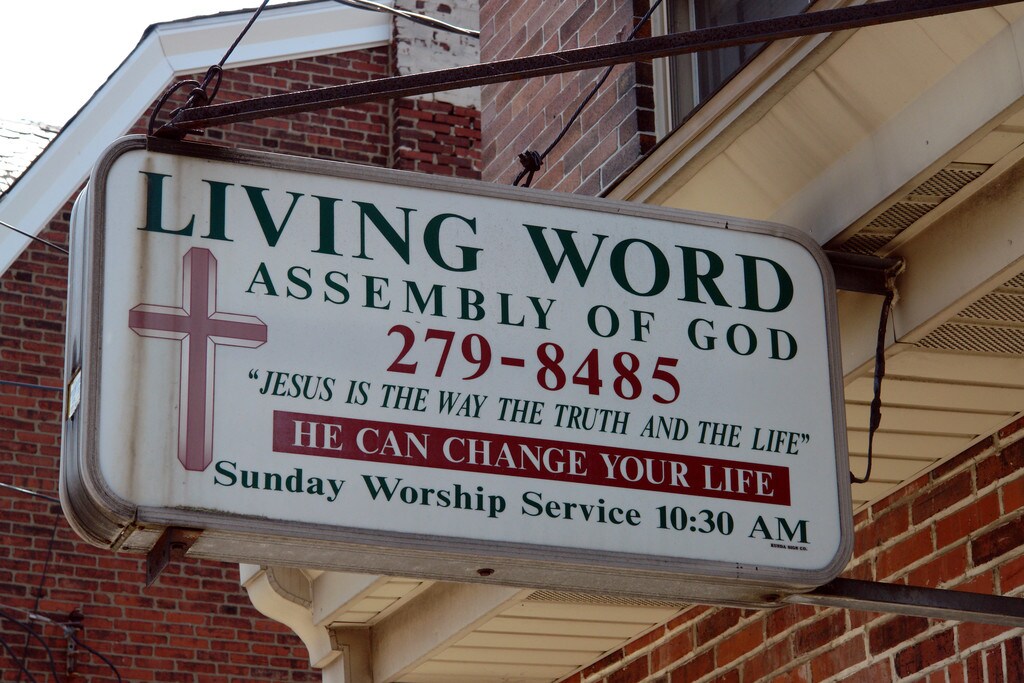 LIVING WORD
ASSEMBLY OF GOD
279-8485
"JESUS IS THE WAY THE TRUTH AND THE LIFE"
HE CAN CHANGE YOUR LIFE
Sunday Worship Service 10:30 AM